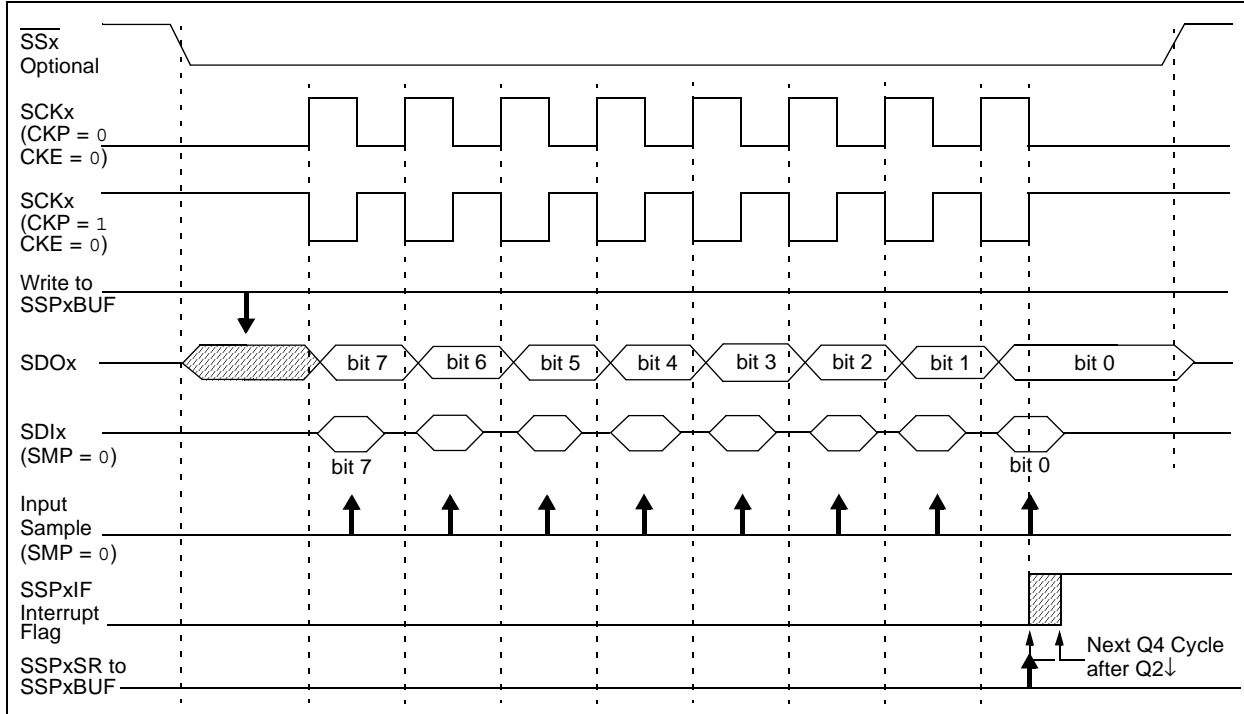 SSx
Optional
SCKx
(CKP = 0
CKE = 0)
SCKx
(CKP = 1
CKE = 0)
Write to
SSPxBUF
SDOx
bit 7
bit 6
bit 5
bit 4
bit 3
bit 2
bit 1
bit 0
SDIx
(SMP = 0)
bit 7
bit 0
Input
Sample
(SMP = 0)
SSPxIF
Interrupt
Flag
Next Q4 Cycle
after Q2↓
SSPxSR to
SSPxBUF